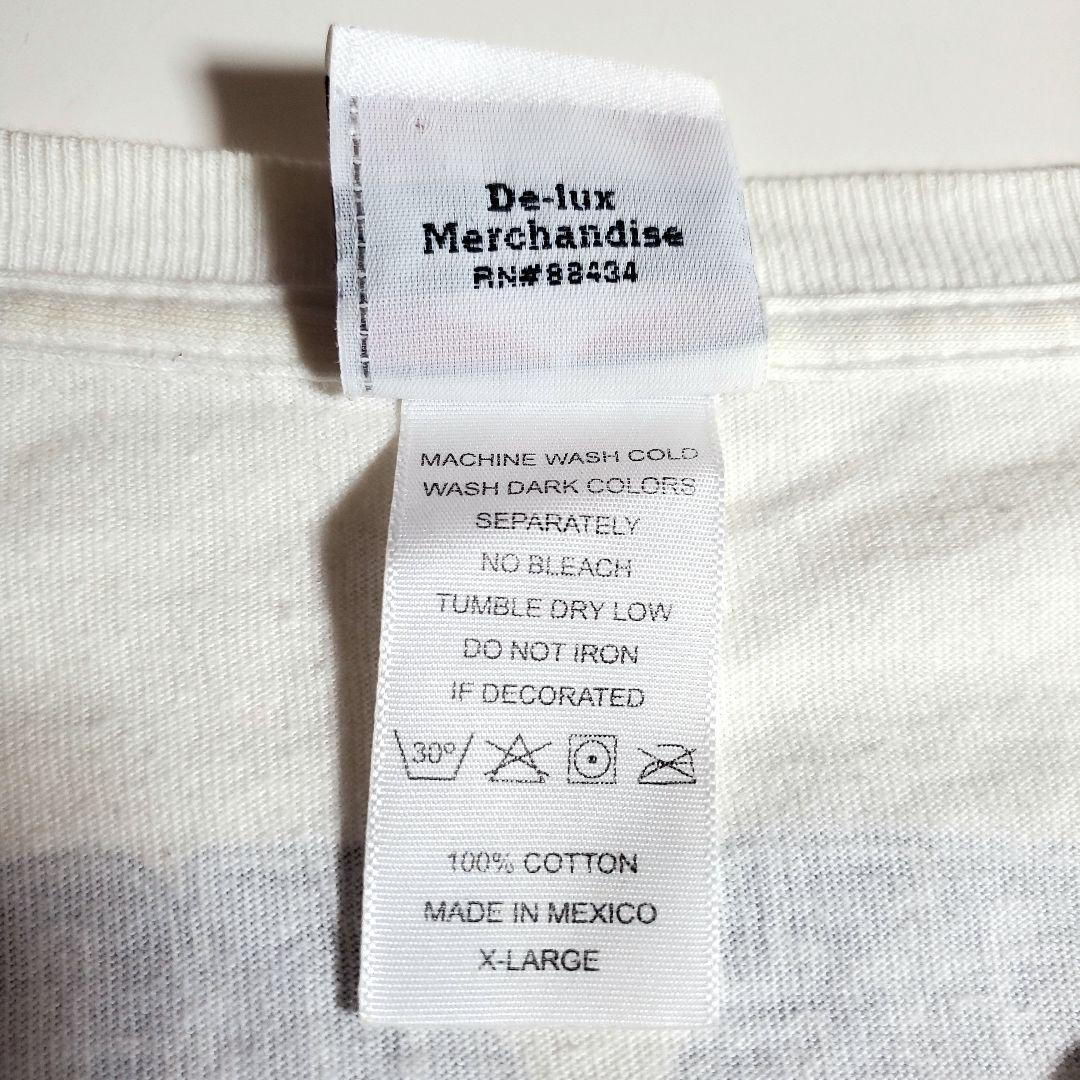 De-lux
Merchandise
RN#88434
MACHINE WASH COLD
WASH DARK COLORS
SEPARATELY
NO BLEACH
TUMBLE DRY LOW
DO NOT IRON
IF DECORATED
30°
100% COTTON
MADE IN MEXICO
X-LARGE